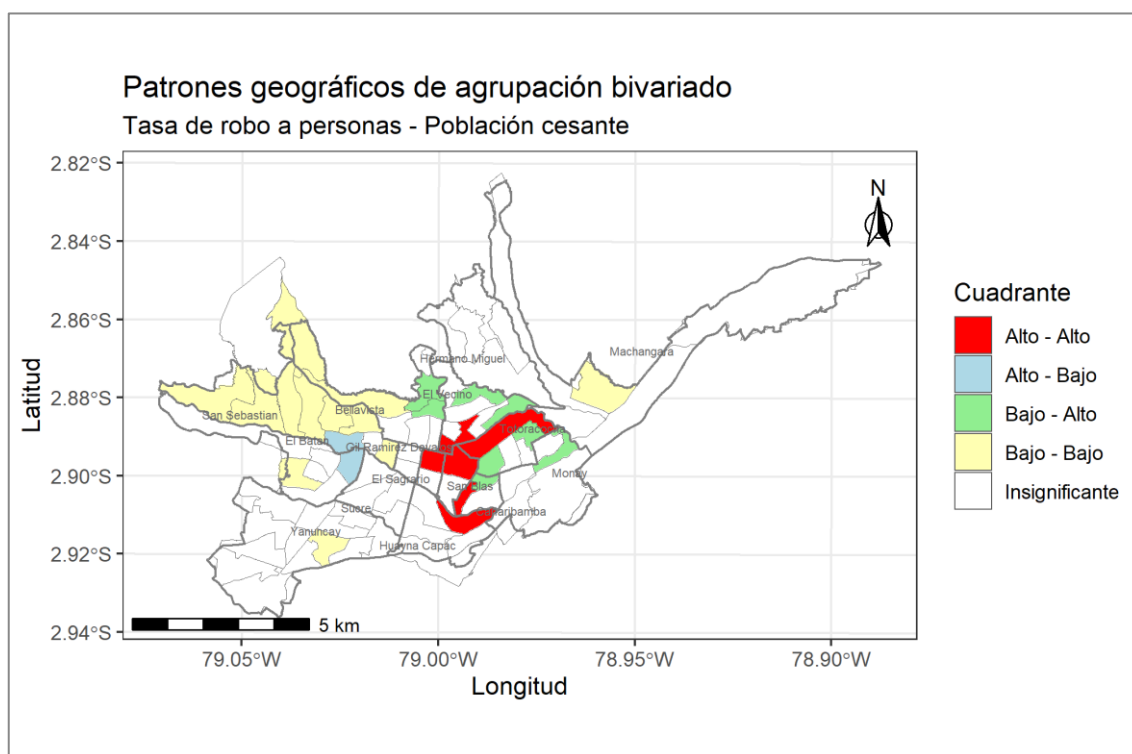 Patrones geográficos de agrupación bivariado
Tasa de robo a personas - Población cesante
2.82°S
2.84°S
2.86°S
2.88°S
2.90°S
2.92°S
2.94°S
Latitud
N
Machangara
Hermano Miguel
El Vecino
San Sebastian
Bellavista
El Batan
Gil Ramirez Davalos
Totoracocha
Monay
El Sagrario
San Blas
Sucre
Cañaribamba
Yanuncay
Huayna Capac
5 km
79.05°W
79.00°W
78.95°W
78.90°W
Longitud
Cuadrante
Alto - Alto
Alto - Bajo
Bajo - Alto
Bajo - Bajo
Insignificante